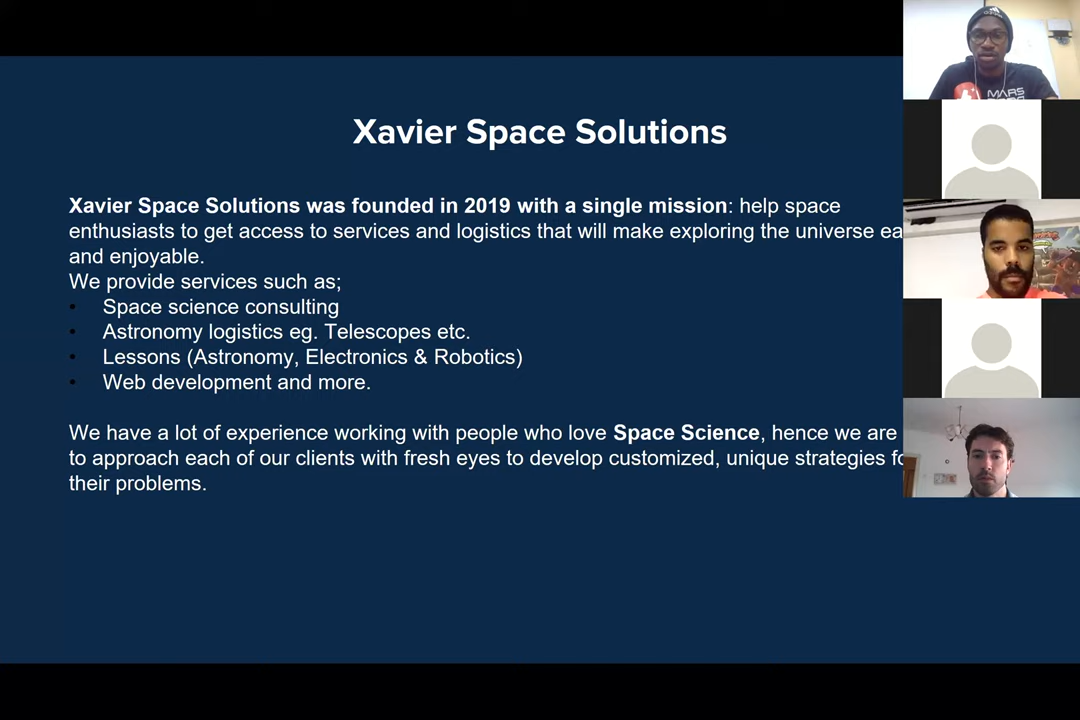 Xavier Space Solutions
Xavier Space Solutions was founded in 2019 with a single mission: help space
enthusiasts to get access to services and logistics that will make exploring the universe
and enjoyable.
We provide services such as;
• Space science consulting
• Astronomy logistics eg. Telescopes etc.
• Lessons (Astronomy, Electronics & Robotics)
• Web development and more.
We have a lot of experience working with people who love Space Science, hence we are
to approach each of our clients with fresh eyes to develop customized, unique strategies
their problems.
MARS